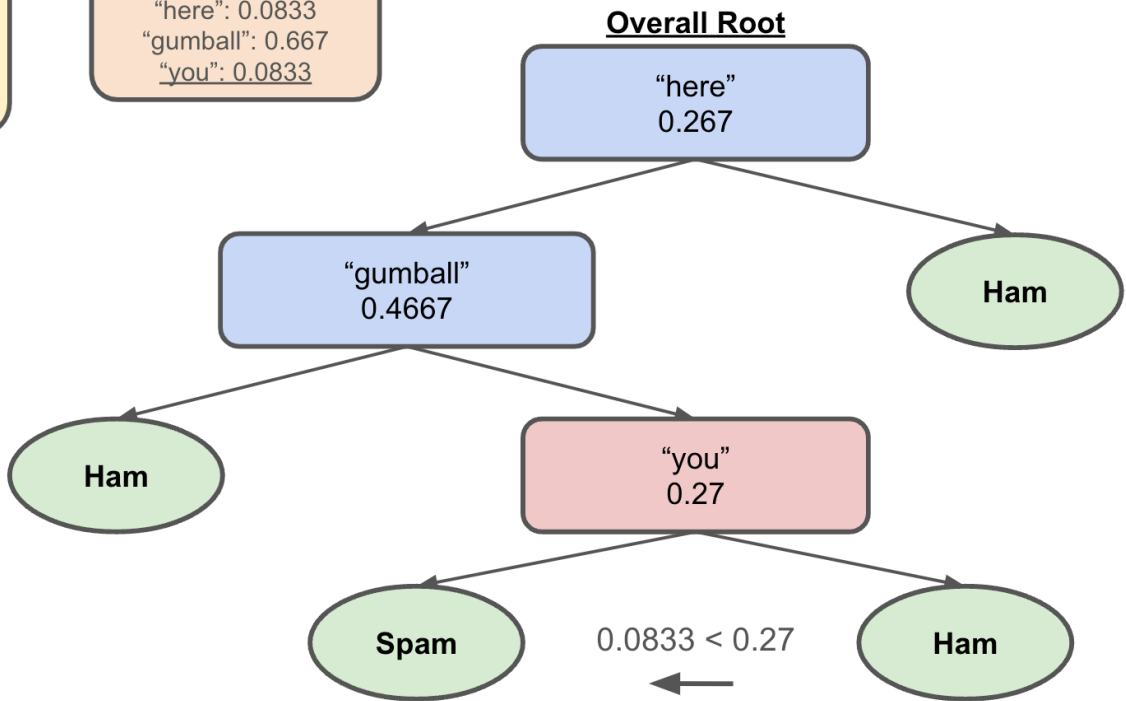 “here”: 0.0833
“gumball”: 0.667
“you”: 0.0833
Overall Root
“here”
0.267
“gumball”
0.4667
Ham
Ham
“you”
0.27
Spam
0.0833 < 0.27
Ham